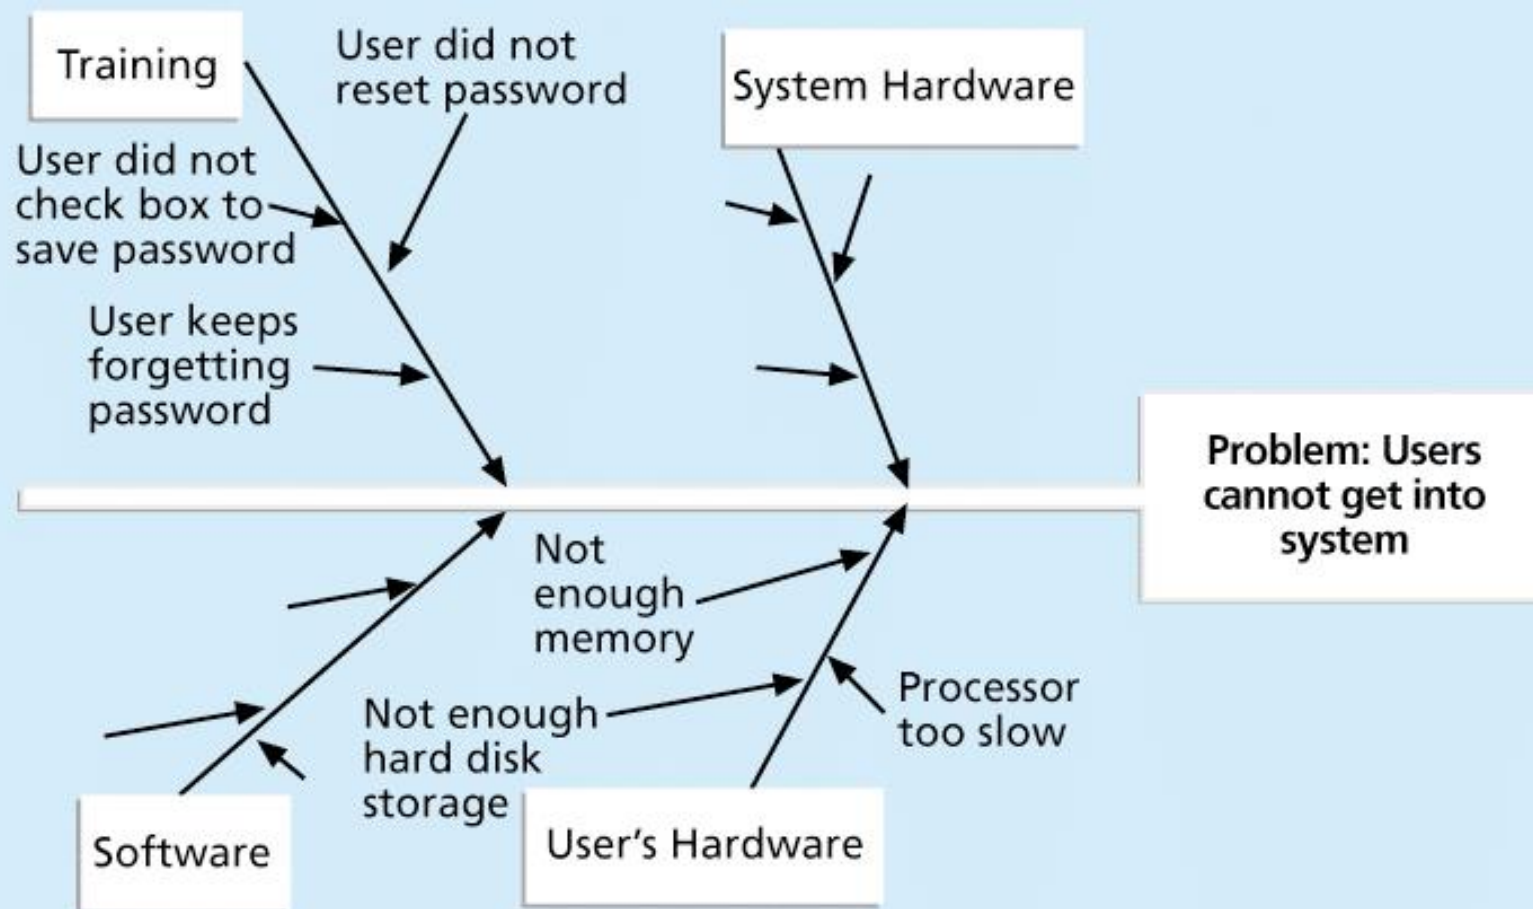 Training
User did not
reset password
System Hardware
User did not
check box to
save password
User keeps
forgetting
password
Problem: Users
cannot get into
system
Not
enough
memory
Not enough
hard disk
storage
Processor
too slow
Software
User's Hardware